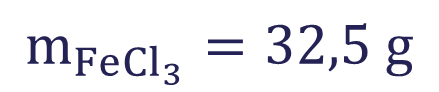 m_FeCl₃ = 32,5 g